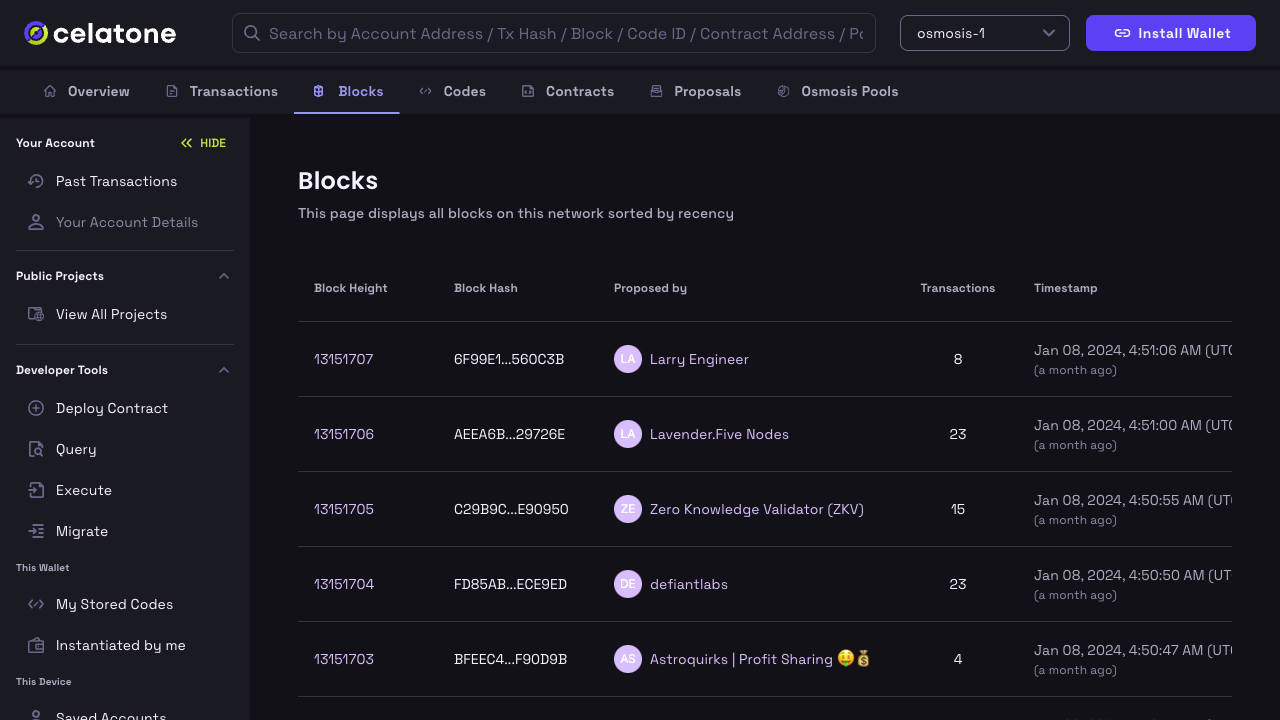 celatone
Search by Account Address / Tx Hash / Block / Code ID / Contract Address / Po
osmosis-1
Install Wallet
Overview
Transactions
Blocks
Codes
Contracts
Proposals
Osmosis Pools
Your Account
HIDE
Past Transactions
Your Account Details
Public Projects
View All Projects
Developer Tools
Deploy Contract
Query
Execute
Migrate
This Wallet
My Stored Codes
Instantiated by me
This Device
Saved Accounts
Blocks
This page displays all blocks on this network sorted by recency
Block Height Block Hash Proposed by Transactions Timestamp
13151707 6F99E1...560C3B LA Larry Engineer 8 Jan 08, 2024, 4:51:06 AM (UTC
(a month ago)
13151706 AEEA6B...29726E LA Lavender.Five Nodes 23 Jan 08, 2024, 4:51:00 AM (UTC
(a month ago)
13151705 C29B9C...E90950 ZE Zero Knowledge Validator (ZKV) 15 Jan 08, 2024, 4:50:55 AM (UT
(a month ago)
13151704 FD85AB...ECE9ED DE defiantlabs 23 Jan 08, 2024, 4:50:50 AM (UT
(a month ago)
13151703 BFEEC4...F90D9B AS Astroquirks | Profit Sharing 🤑💰 4 Jan 08, 2024, 4:50:47 AM (UT
(a month ago)